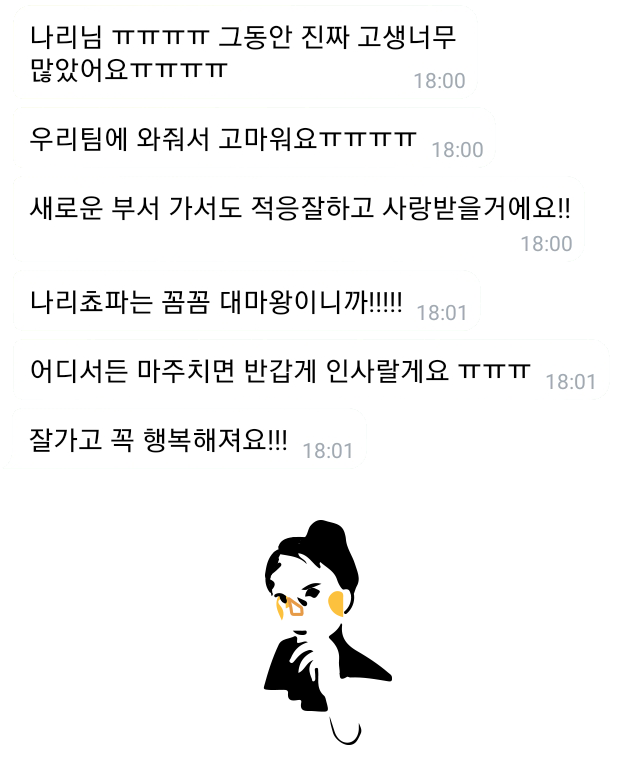 나리님 ㅠㅠㅠㅠ 그동안 진짜 고생너무
많았어요ㅠㅠㅠㅠ
18:00
우리팀에 와줘서 고마워요ㅠㅠㅠㅠ 18:00
새로운 부서 가서도 적응잘하고 사랑받을거에요!!
18:00
나리쵸파는 꼼꼼 대마왕이니까!!!!! 18:01
어디서든 마주치면 반갑게 인사랄게요 ㅠㅠㅠ 18:01
잘가고 꼭 행복해져요!!! 18:01